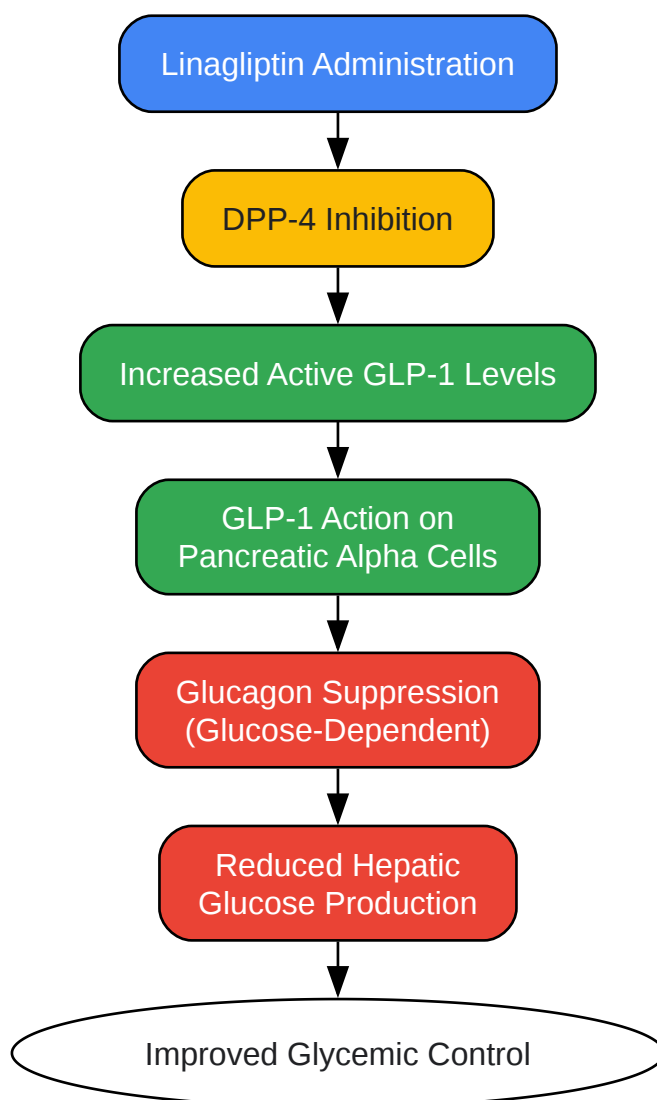 Linagliptin Administration
DPP-4 Inhibition
Increased Active GLP-1 Levels
GLP-1 Action on
Pancreatic Alpha Cells
Glucagon Suppression
(Glucose-Dependent)
Reduced Hepatic
Glucose Production
Improved Glycemic Control